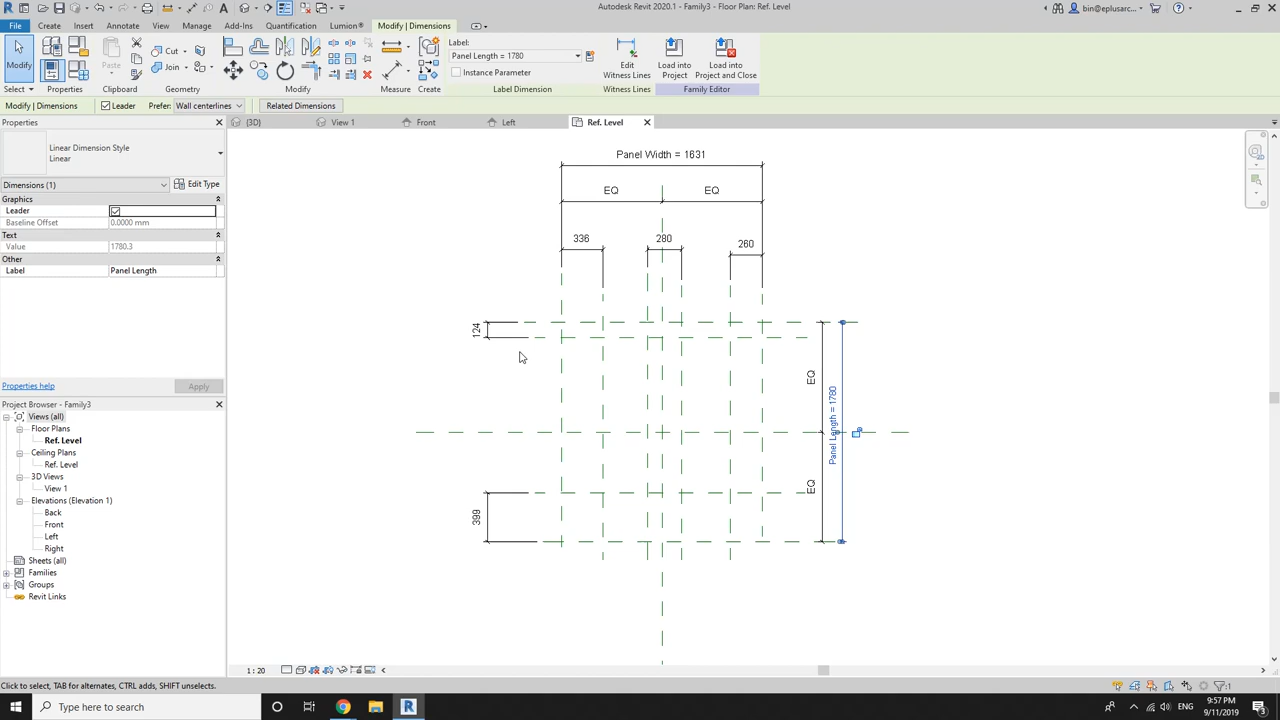 Autodesk Revit 2020.1 - Family3 - Floor Plan: Ref. Level
bin@eplusarc...
File Create Insert Annotate View Manage Add-Ins Quantification Lumion® Modify | Dimensions
Modify
Paste
Cut
Join
Label:
Panel Length = 1780
Instance Parameter
Edit
Witness Lines
Load into
Project
Load into
Project and Close
Select Properties Clipboard Geometry Modify Measure Create Label Dimension Witness Lines Family Editor
Modify | Dimensions Leader Prefer: Wall centerlines Related Dimensions
Properties
{3D} View 1 Front Left Ref. Level
Linear Dimension Style
Linear
Dimensions (1) Edit Type
Graphics
Leader
Baseline Offset 0.0000 mm
Text
Value 1780.3
Other
Label Panel Length
Properties help Apply
Project Browser - Family3
Views (all)
Floor Plans
Ref. Level
Ceiling Plans
Ref. Level
3D Views
View 1
Elevations (Elevation 1)
Back
Front
Left
Right
Sheets (all)
Families
Groups
Revit Links
Panel Width = 1631
EQ EQ
336 280 260
124
EQ
Panel Length = 1780
EQ
399
1 : 20
Click to select, TAB for alternates, CTRL adds, SHIFT unselects.
:1
Type here to search
ENG
9:57 PM
9/11/2019
3